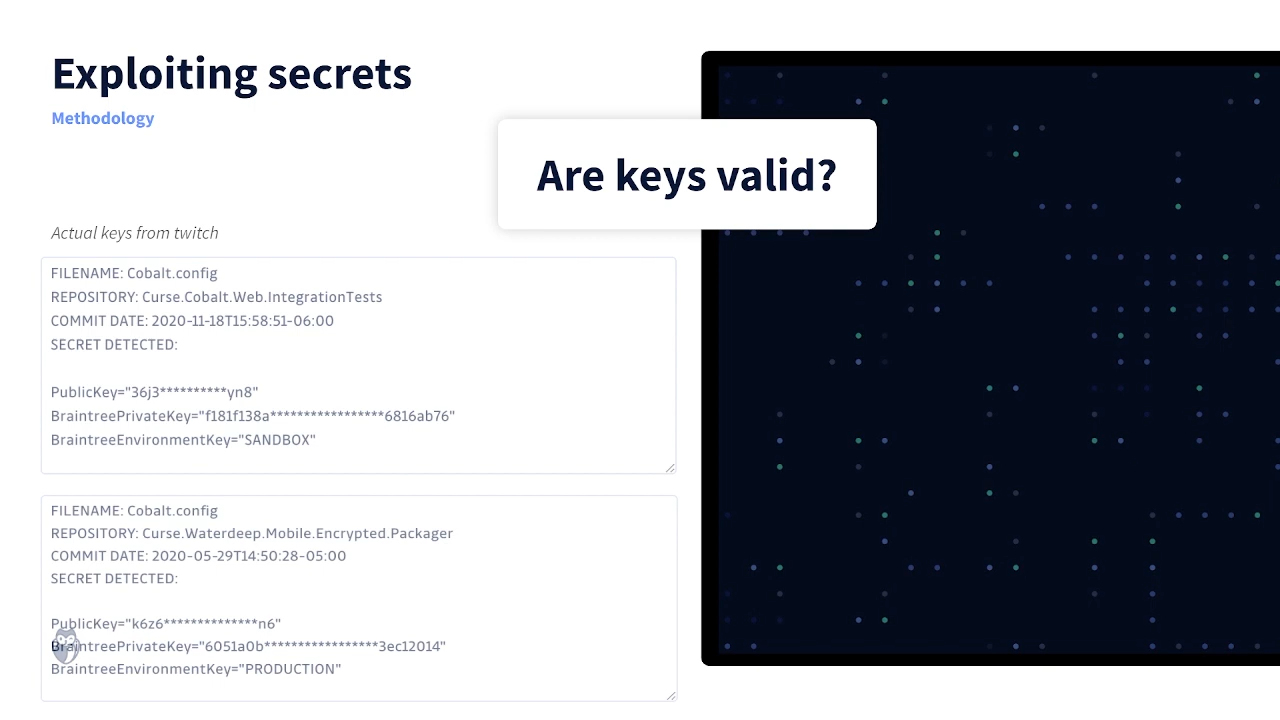 Exploiting secrets
Methodology
Are keys valid?
Actual keys from twitch
FILENAME: Cobalt.config
REPOSITORY: Curse.Cobalt.Web.IntegrationTests
COMMIT DATE: 2020-11-18T15:58:51-06:00
SECRET DETECTED:
PublicKey="36j3**********yn8"
BraintreePrivateKey="f181f138a*****************6816ab76"
BraintreeEnvironmentKey="SANDBOX"
FILENAME: Cobalt.config
REPOSITORY: Curse.Waterdeep.Mobile.Encrypted.Packager
COMMIT DATE: 2020-05-29T14:50:28-05:00
SECRET DETECTED:
PublicKey="k6z6**************n6"
BraintreePrivateKey="6051a0b*****************3ec12014"
BraintreeEnvironmentKey="PRODUCTION"